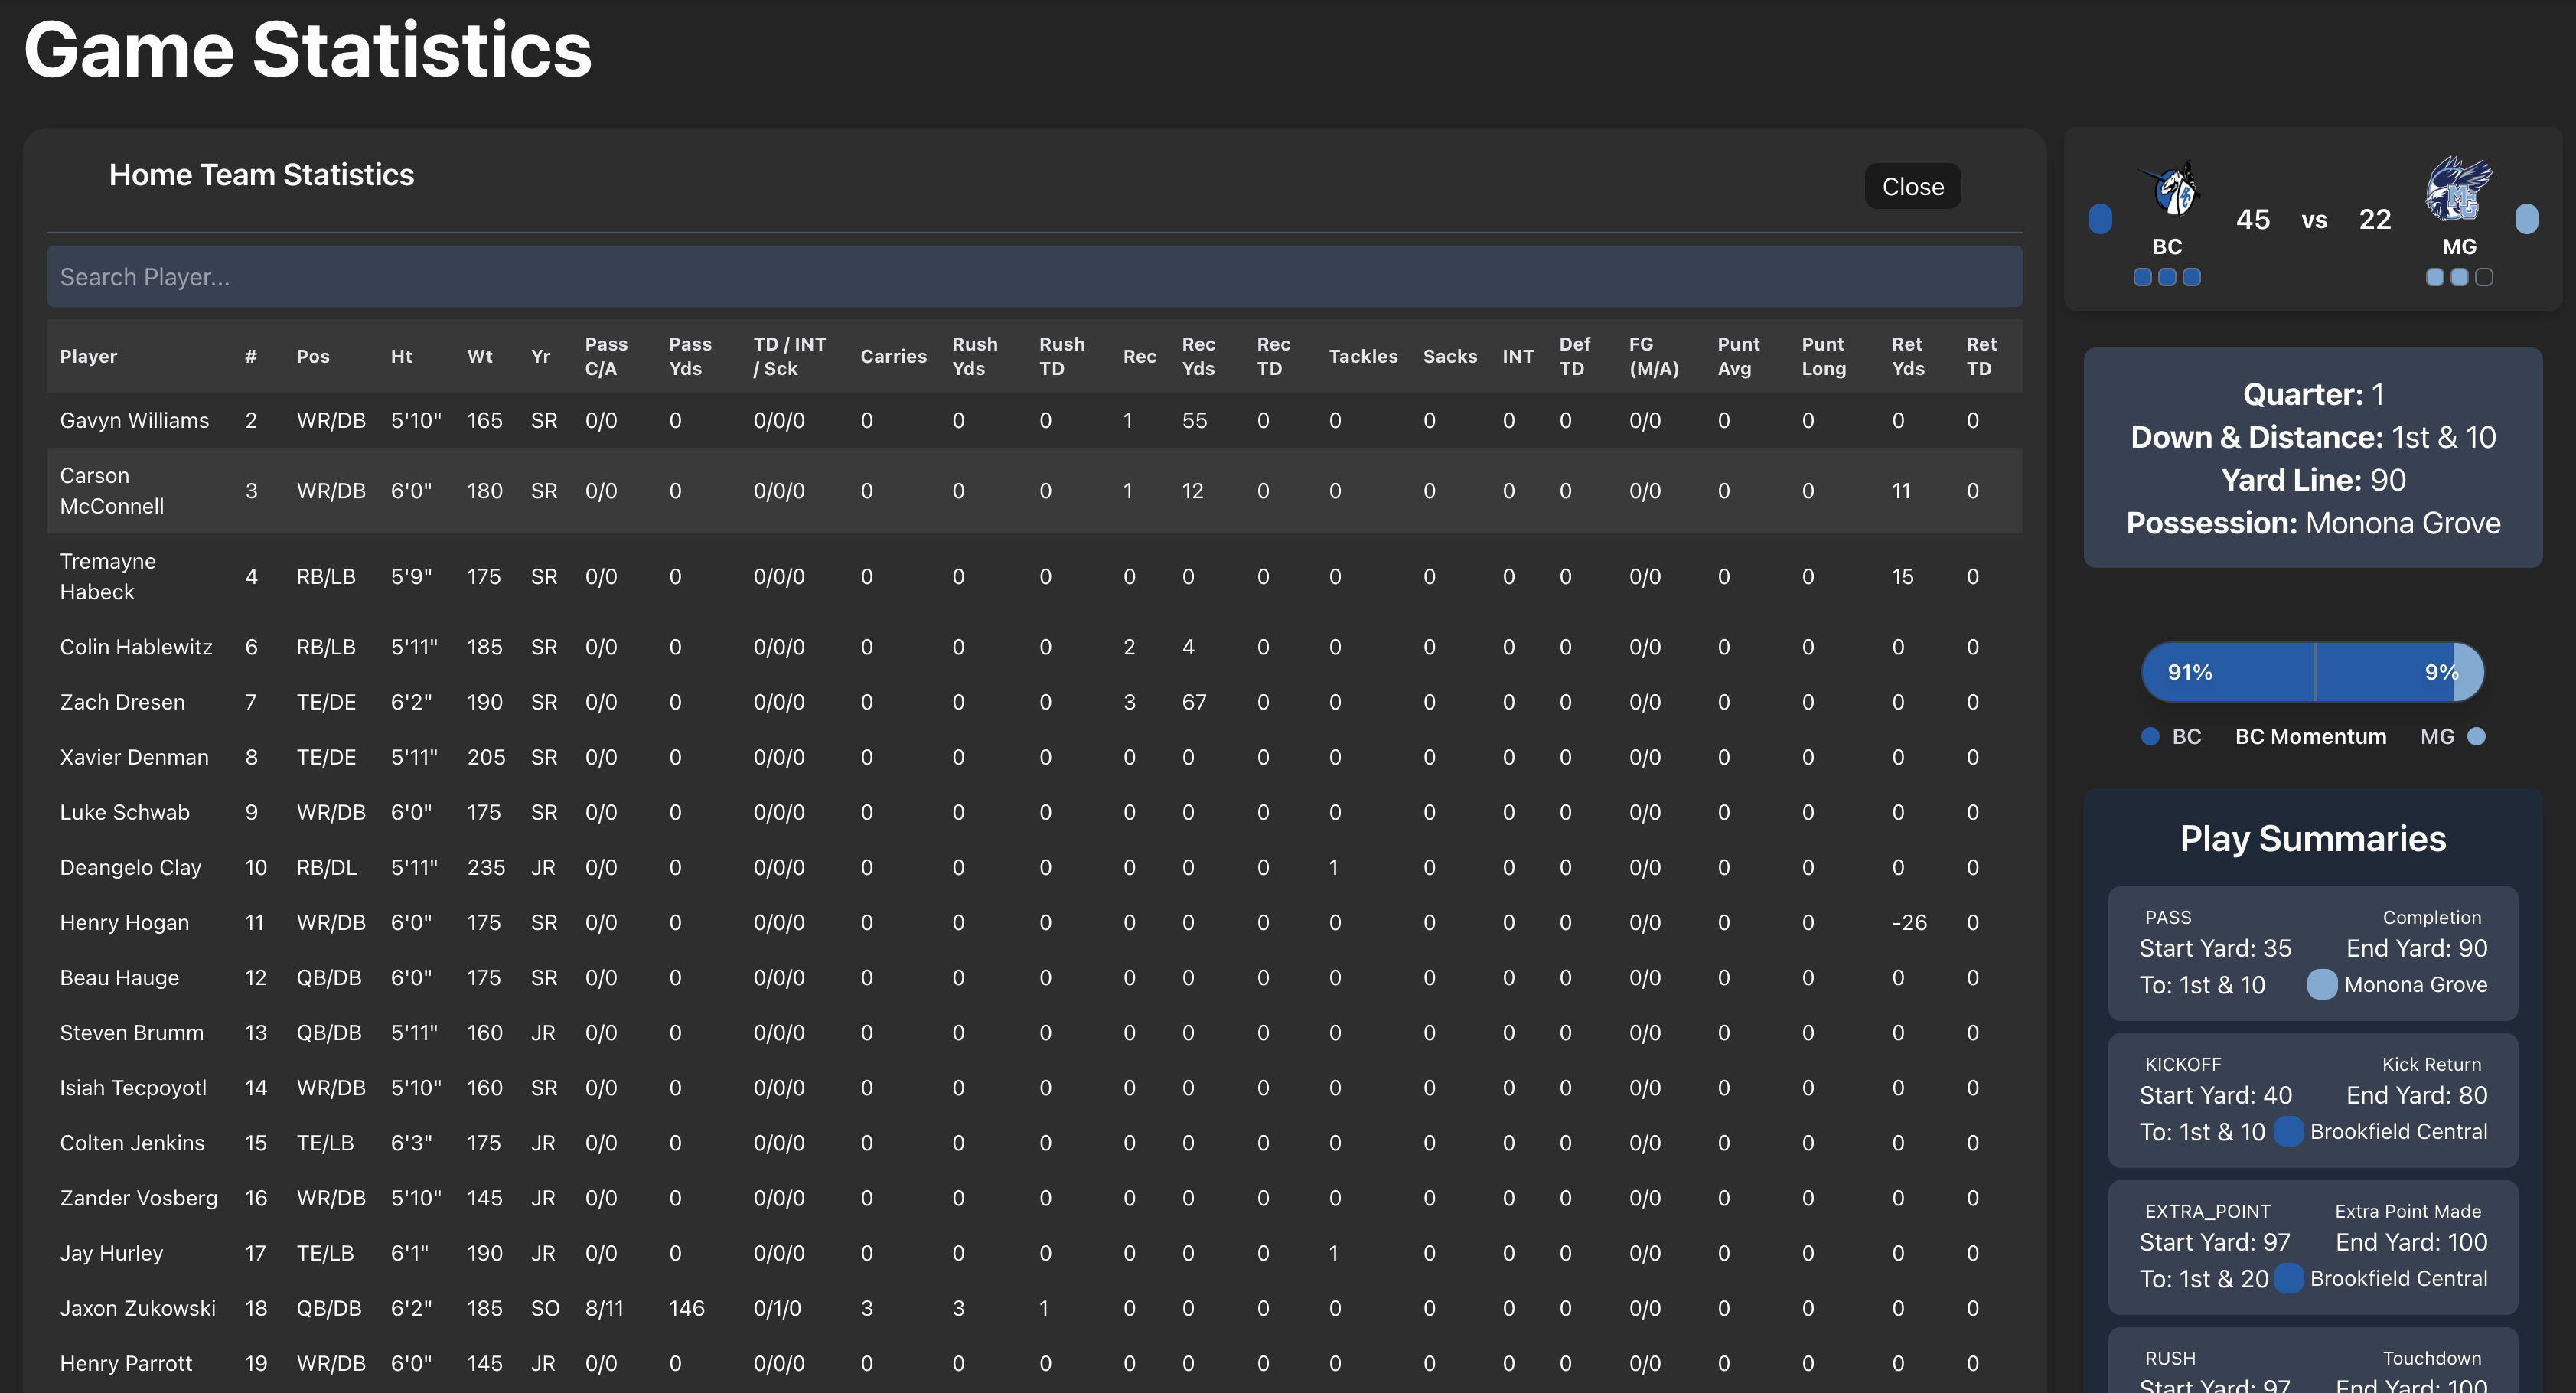 Game Statistics
Home Team Statistics
Close
Search Player...
Player # Pos Ht Wt Yr Pass C/A Pass Yds TD / INT / Sck Carries Rush Yds Rush TD Rec Rec Yds Rec TD Tackles Sacks INT Def TD FG (M/A) Punt Avg Punt Long Ret Yds Ret TD
Gavyn Williams 2 WR/DB 5'10" 165 SR 0/0 0 0/0/0 0 0 0 1 55 0 0 0 0 0 0/0 0 0 0 0
Carson McConnell 3 WR/DB 6'0" 180 SR 0/0 0 0/0/0 0 0 0 1 12 0 0 0 0 0 0/0 0 0 11 0
Tremayne Habeck 4 RB/LB 5'9" 175 SR 0/0 0 0/0/0 0 0 0 0 0 0 0 0 0 0 0/0 0 0 15 0
Colin Hablewitz 6 RB/LB 5'11" 185 SR 0/0 0 0/0/0 0 0 0 2 4 0 0 0 0 0 0/0 0 0 0 0
Zach Dresen 7 TE/DE 6'2" 190 SR 0/0 0 0/0/0 0 0 0 3 67 0 0 0 0 0 0/0 0 0 0 0
Xavier Denman 8 TE/DE 5'11" 205 SR 0/0 0 0/0/0 0 0 0 0 0 0 0 0 0 0 0/0 0 0 0 0
Luke Schwab 9 WR/DB 6'0" 175 SR 0/0 0 0/0/0 0 0 0 0 0 0 0 0 0 0 0/0 0 0 0 0
Deangelo Clay 10 RB/DL 5'11" 235 JR 0/0 0 0/0/0 0 0 0 0 0 0 1 0 0 0 0/0 0 0 0 0
Henry Hogan 11 WR/DB 6'0" 175 SR 0/0 0 0/0/0 0 0 0 0 0 0 0 0 0 0 0/0 0 0 -26 0
Beau Hauge 12 QB/DB 6'0" 175 SR 0/0 0 0/0/0 0 0 0 0 0 0 0 0 0 0 0/0 0 0 0 0
Steven Brumm 13 QB/DB 5'11" 160 JR 0/0 0 0/0/0 0 0 0 0 0 0 0 0 0 0 0/0 0 0 0 0
Isiah Tecpoyotl 14 WR/DB 5'10" 160 SR 0/0 0 0/0/0 0 0 0 0 0 0 0 0 0 0 0/0 0 0 0 0
Colten Jenkins 15 TE/LB 6'3" 175 JR 0/0 0 0/0/0 0 0 0 0 0 0 0 0 0 0 0/0 0 0 0 0
Zander Vosberg 16 WR/DB 5'10" 145 JR 0/0 0 0/0/0 0 0 0 0 0 0 0 0 0 0 0/0 0 0 0 0
Jay Hurley 17 TE/LB 6'1" 190 JR 0/0 0 0/0/0 0 0 0 0 0 0 1 0 0 0 0/0 0 0 0 0
Jaxon Zukowski 18 QB/DB 6'2" 185 SO 8/11 146 0/1/0 3 3 1 0 0 0 0 0 0 0 0/0 0 0 0 0
Henry Parrott 19 WR/DB 6'0" 145 JR 0/0 0 0/0/0 0 0 0 0 0 0 0 0 0 0 0/0 0 0 0 0
45 vs 22
BC MG
Quarter: 1
Down & Distance: 1st & 10
Yard Line: 90
Possession: Monona Grove
91% 9%
BC BC Momentum MG
Play Summaries
PASS Completion
Start Yard: 35 End Yard: 90
To: 1st & 10 Monona Grove
KICKOFF Kick Return
Start Yard: 40 End Yard: 80
To: 1st & 10 Brookfield Central
EXTRA_POINT Extra Point Made
Start Yard: 97 End Yard: 100
To: 1st & 20 Brookfield Central
RUSH Touchdown
Start Yard: 97 End Yard: 100